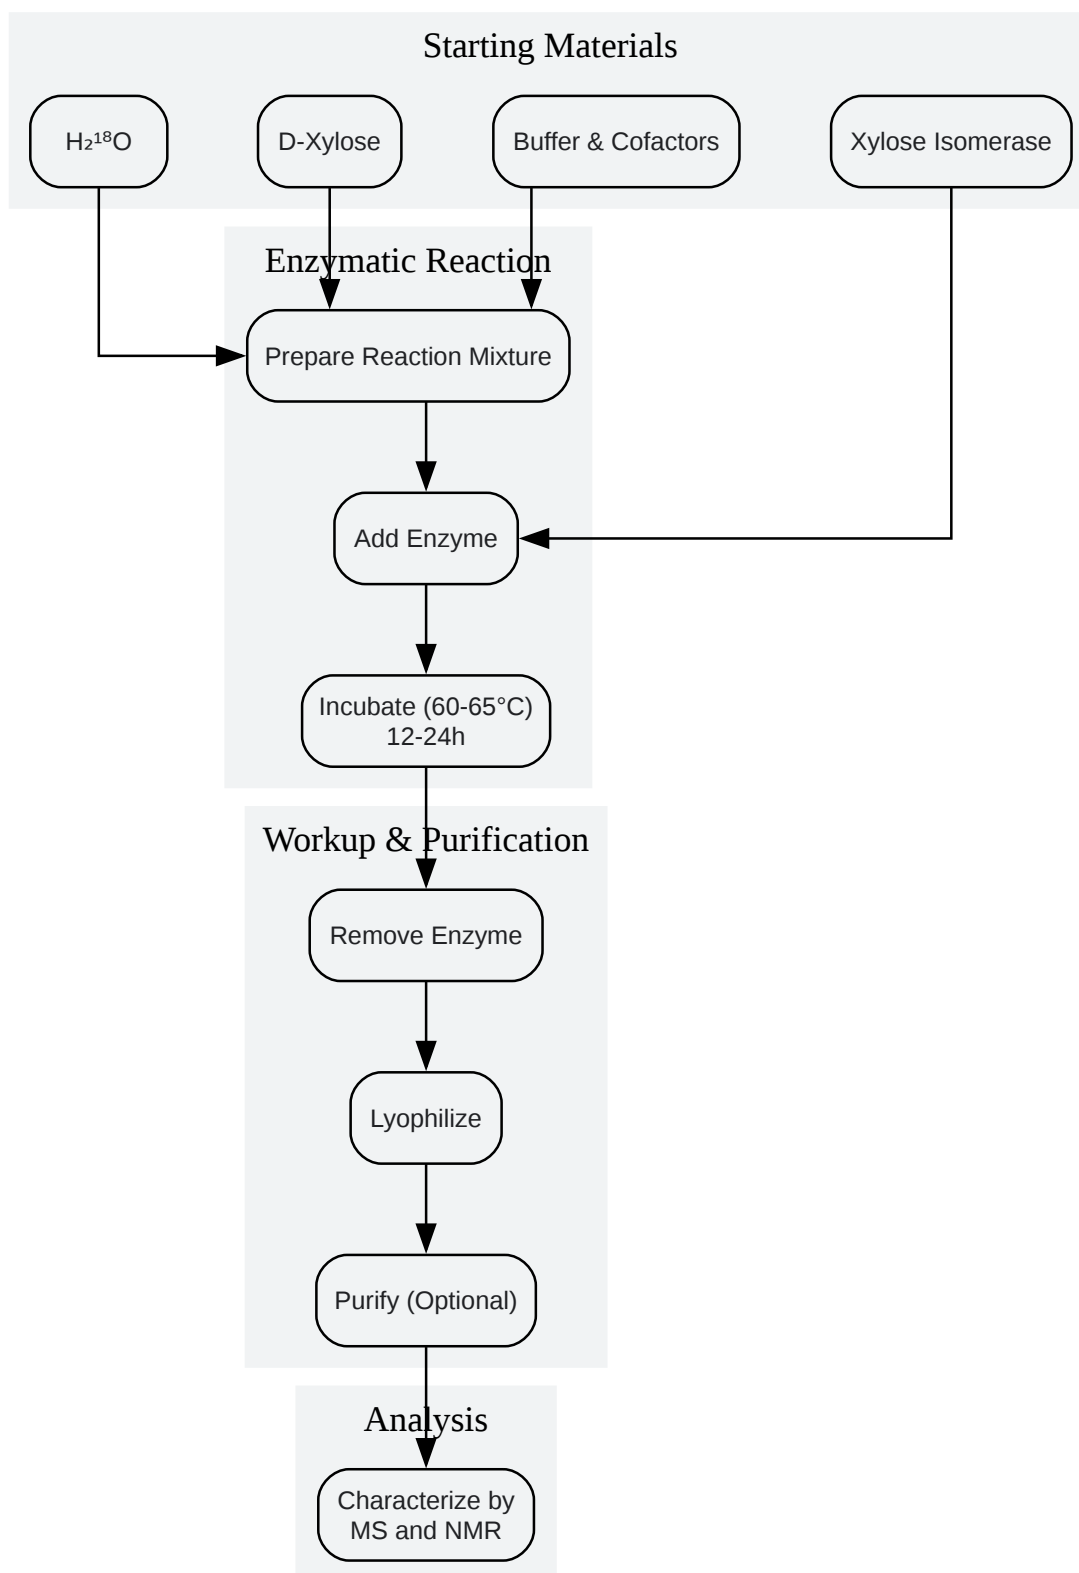 Starting Materials
H₂¹⁸O
D-Xylose
Buffer & Cofactors
Xylose Isomerase
Enzymatic Reaction
Prepare Reaction Mixture
Add Enzyme
Incubate (60-65°C)
12-24h
Workup & Purification
Remove Enzyme
Lyophilize
Purify (Optional)
Analysis
Characterize by
MS and NMR